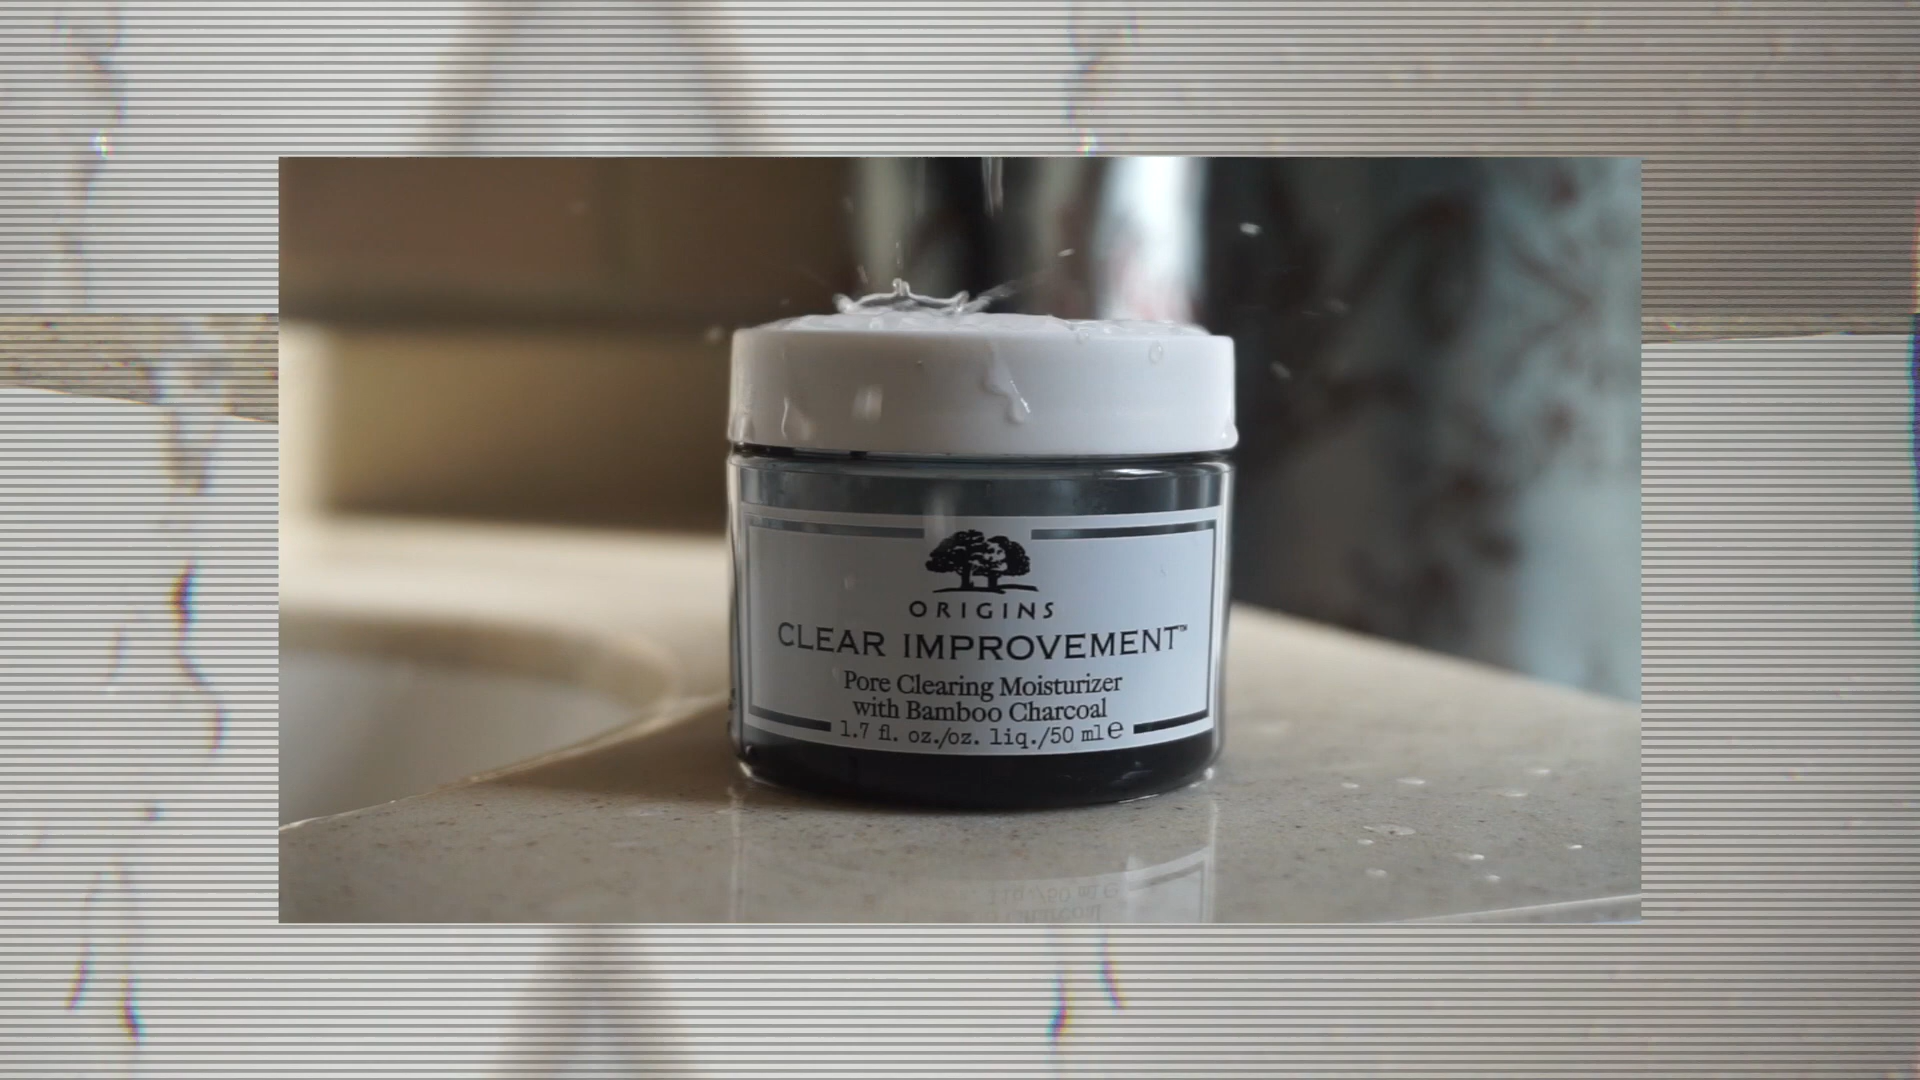 ORIGINS
CLEAR IMPROVEMENT™
Pore Clearing Moisturizer
with Bamboo Charcoal
1.7 fl. oz./oz. liq./50 ml e